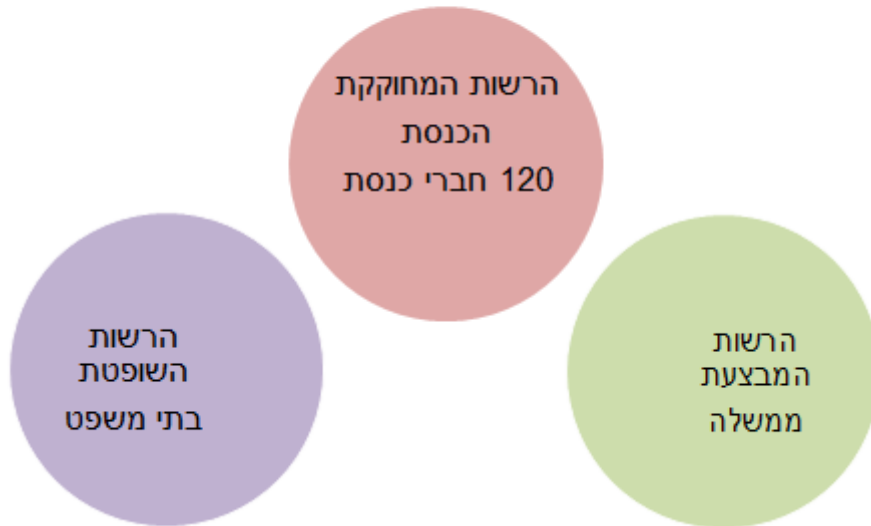 הרשות המחוקקת
הכנסת
120 חברי כנסת
הרשות
המבצעת
ממשלה
הרשות
השופטת
בתי משפט